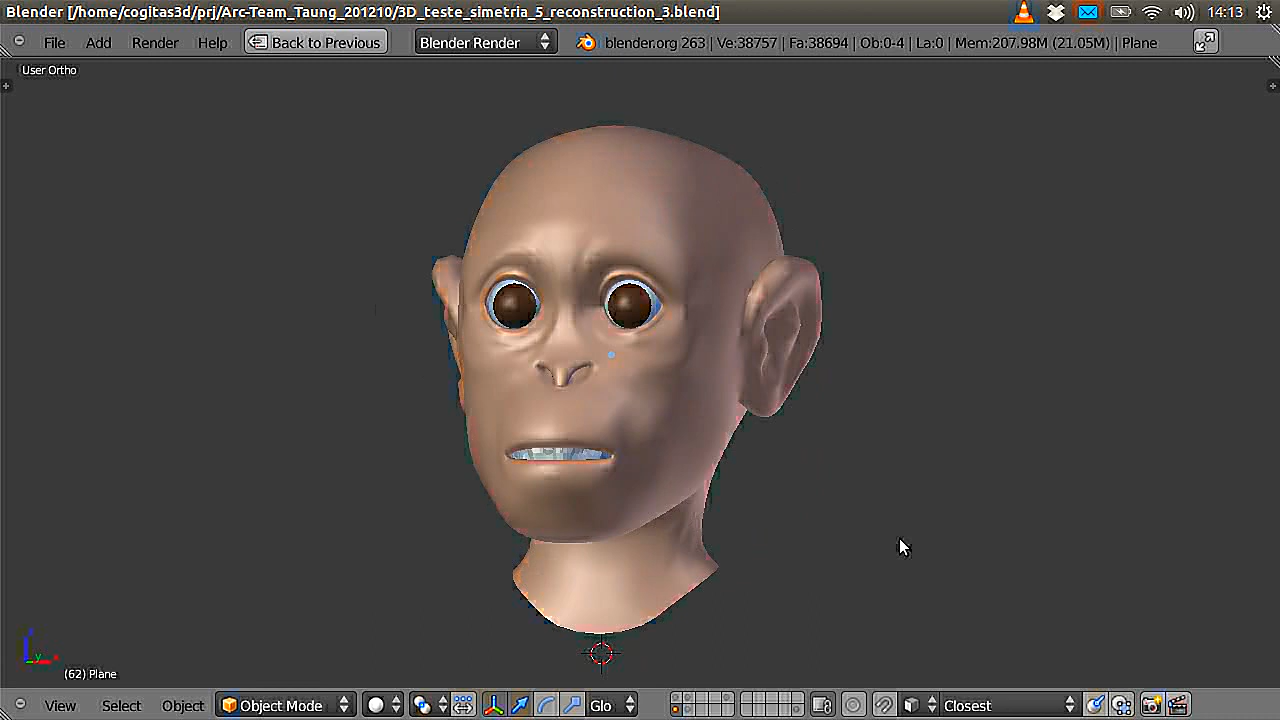 Blender [/home/cogitas3d/prj/Arc-Team_Taung_201210/3D_teste_simetria_5_reconstruction_3.blend] 14:13
File Add Render Help Back to Previous Blender Render blender.org 263 | Ve:38757 | Fa:38694 | Ob:0-4 | La:0 | Mem:207.98M (21.05M) | Plane
User Ortho
(62) Plane
View Select Object Object Mode Glo Closest